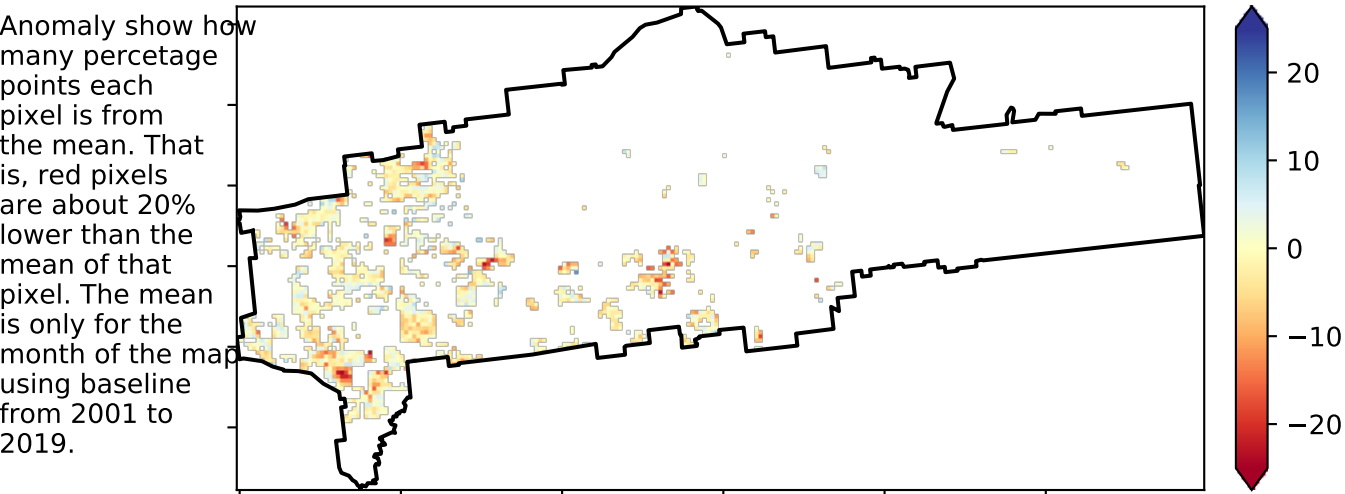 Anomaly show how
many percetage
points each
pixel is from
the mean. That
is, red pixels
are about 20%
lower than the
mean of that
pixel. The mean
is only for the
month of the map
using baseline
from 2001 to
2019.
20
10
0
−10
−20